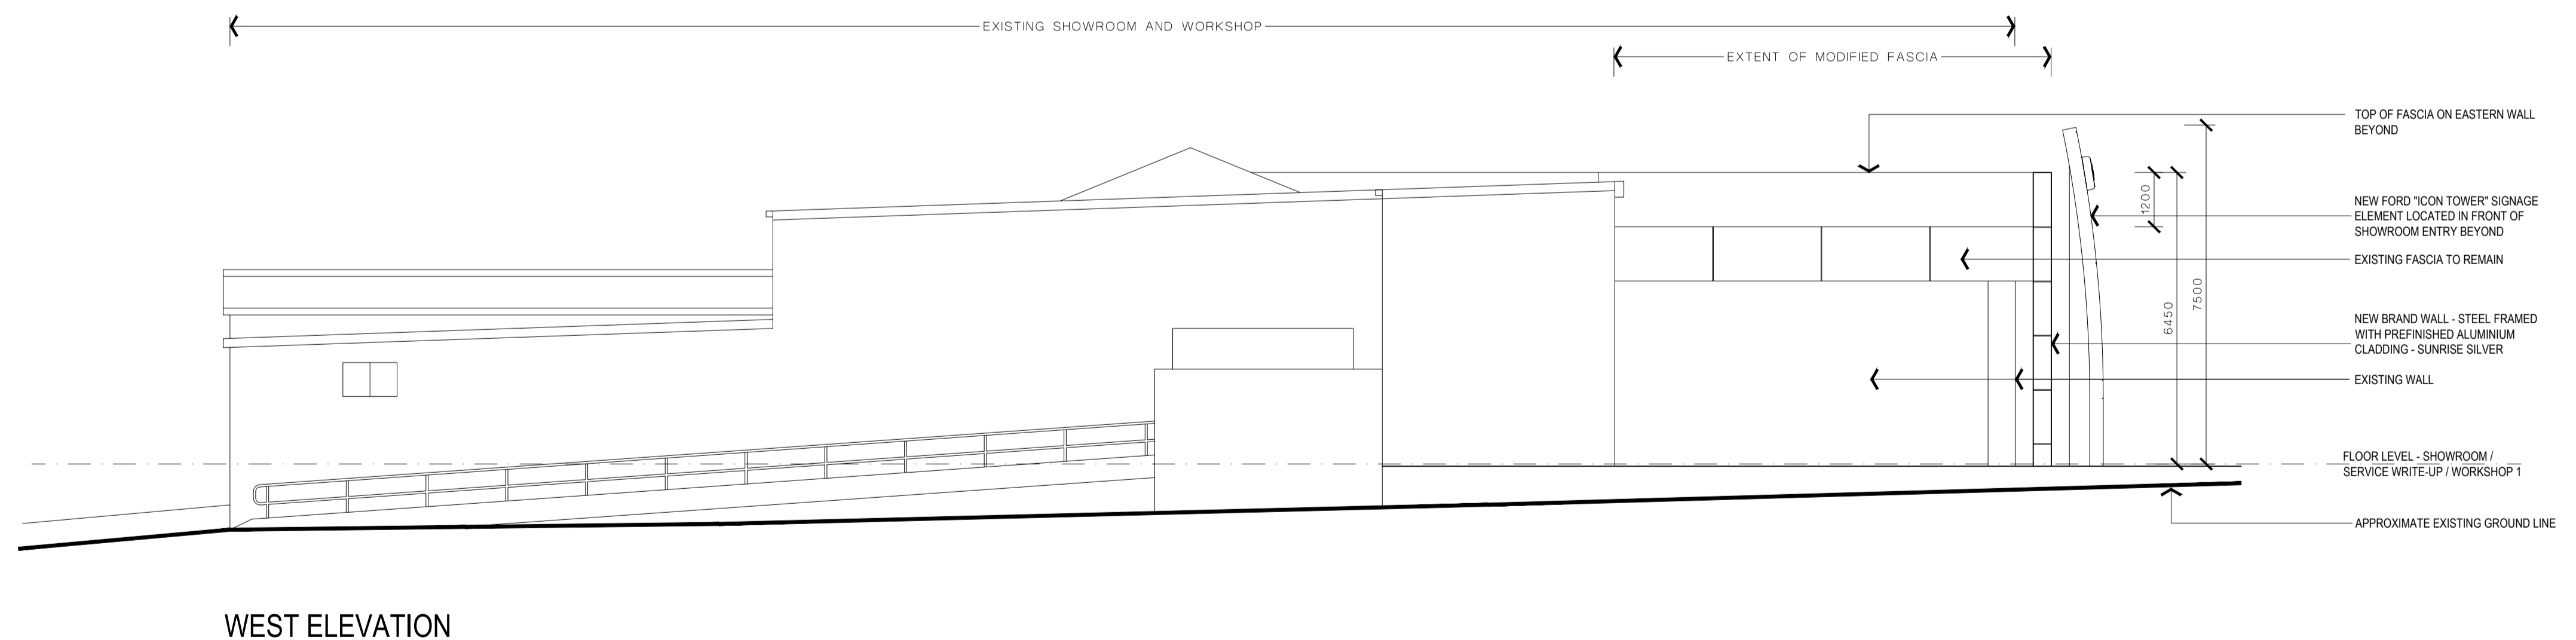 EXISTING SHOWROOM AND WORKSHOP
EXTENT OF MODIFIED FASCIA
TOP OF FASCIA ON EASTERN WALL
BEYOND
1200
6450
7500
NEW FORD "ICON TOWER" SIGNAGE
ELEMENT LOCATED IN FRONT OF
SHOWROOM ENTRY BEYOND
EXISTING FASCIA TO REMAIN
NEW BRAND WALL - STEEL FRAMED
WITH PREFINISHED ALUMINIUM
CLADDING - SUNRISE SILVER
EXISTING WALL
FLOOR LEVEL - SHOWROOM /
SERVICE WRITE-UP / WORKSHOP 1
APPROXIMATE EXISTING GROUND LINE
WEST ELEVATION